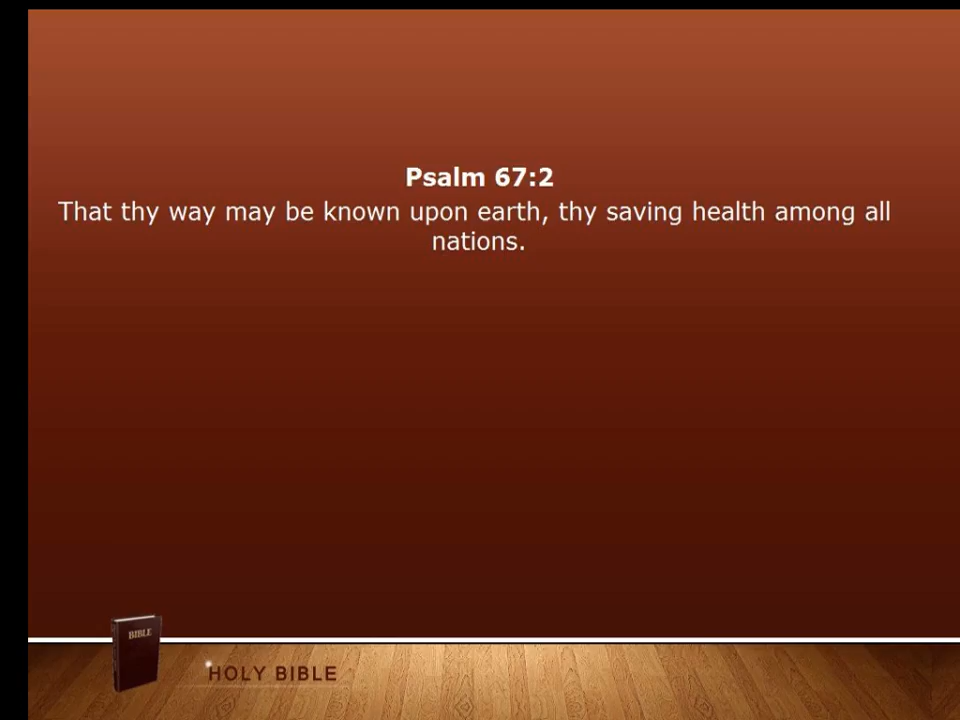 Psalm 67:2
That thy way may be known upon earth, thy saving health among all
nations.
BIBLE
HOLY BIBLE